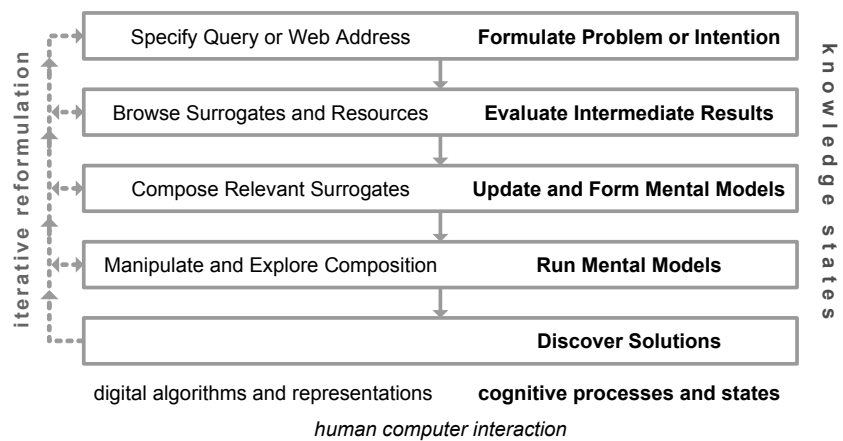 iterative reformulation
Specify Query or Web Address Formulate Problem or Intention
Browse Surrogates and Resources Evaluate Intermediate Results
Compose Relevant Surrogates Update and Form Mental Models
Manipulate and Explore Composition Run Mental Models
Discover Solutions
knowledge states
digital algorithms and representations cognitive processes and states
human computer interaction